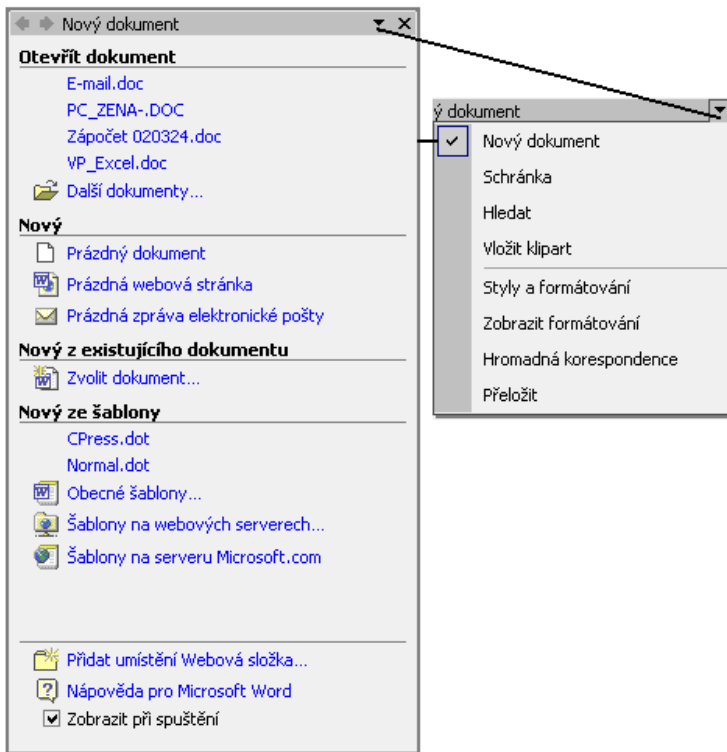 Nový dokument
Otevřít dokument
E-mail.doc
PC_ZENA-.DOC
Zápočet 020324.doc
VP_Excel.doc
Další dokumenty...
Nový
Prázdný dokument
Prázdná webová stránka
Prázdná zpráva elektronické pošty
Nový z existujícího dokumentu
Zvolit dokument...
Nový ze šablony
CPress.dot
Normal.dot
Obecné šablony...
Šablony na webových serverech...
Šablony na serveru Microsoft.com
Přidat umístění Webová složka...
Nápověda pro Microsoft Word
Zobrazit při spuštění
ý dokument
Nový dokument
Schránka
Hledat
Vložit klipart
Styly a formátování
Zobrazit formátování
Hromadná korespondence
Přeložit